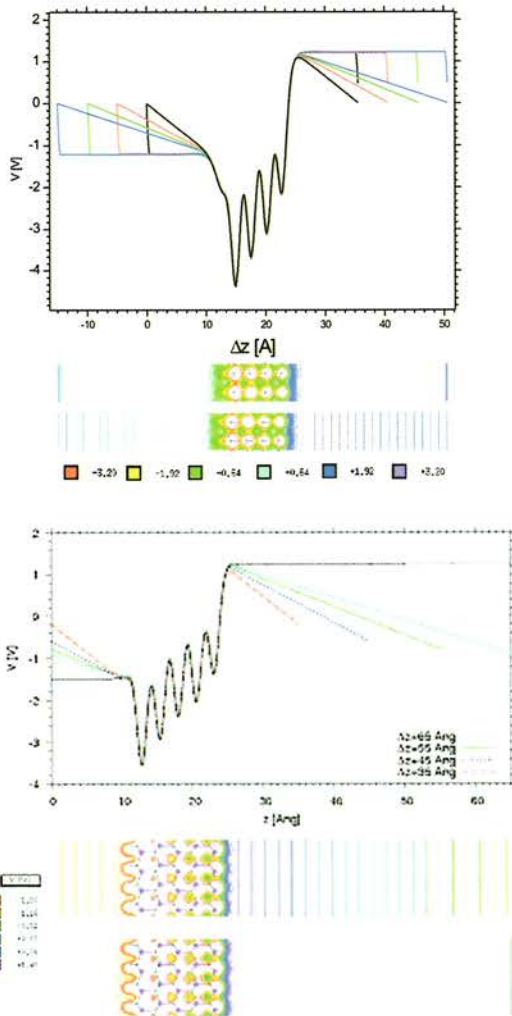 2
1
0
-1
-2
-3
-4
V [V]
-10 0 10 20 30 40 50
Δz [A]
-3.20 -1.92 -0.64 +0.64 +1.92 +3.20
2
1
0
-1
-2
-3
-4
V [V]
Δz=65 Ang
Δz=55 Ang
Δz=45 Ang
Δz=35 Ang
0 10 20 30 40 50 60
z [Ang]